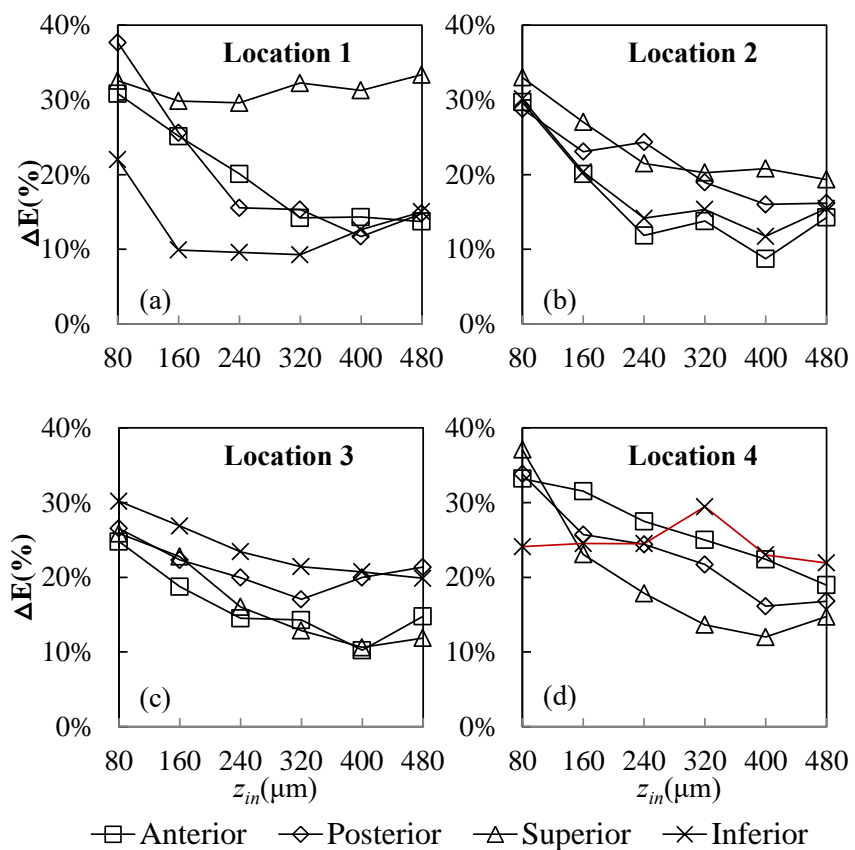 40%
30%
20%
10%
0%
80 160 240 320 400 480
Location 1
(a)
40%
30%
20%
10%
0%
80 160 240 320 400 480
Location 2
(b)
ΔE(%)
40%
30%
20%
10%
0%
80 160 240 320 400 480
Location 3
(c)
z_in(μm)
40%
30%
20%
10%
0%
80 160 240 320 400 480
Location 4
(d)
z_in(μm)
ΔE(%)
Anterior Posterior Superior Inferior